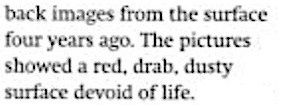 back images from the surface
four years ago. The pictures
showed a red, drab, dusty
surface devoid of life.